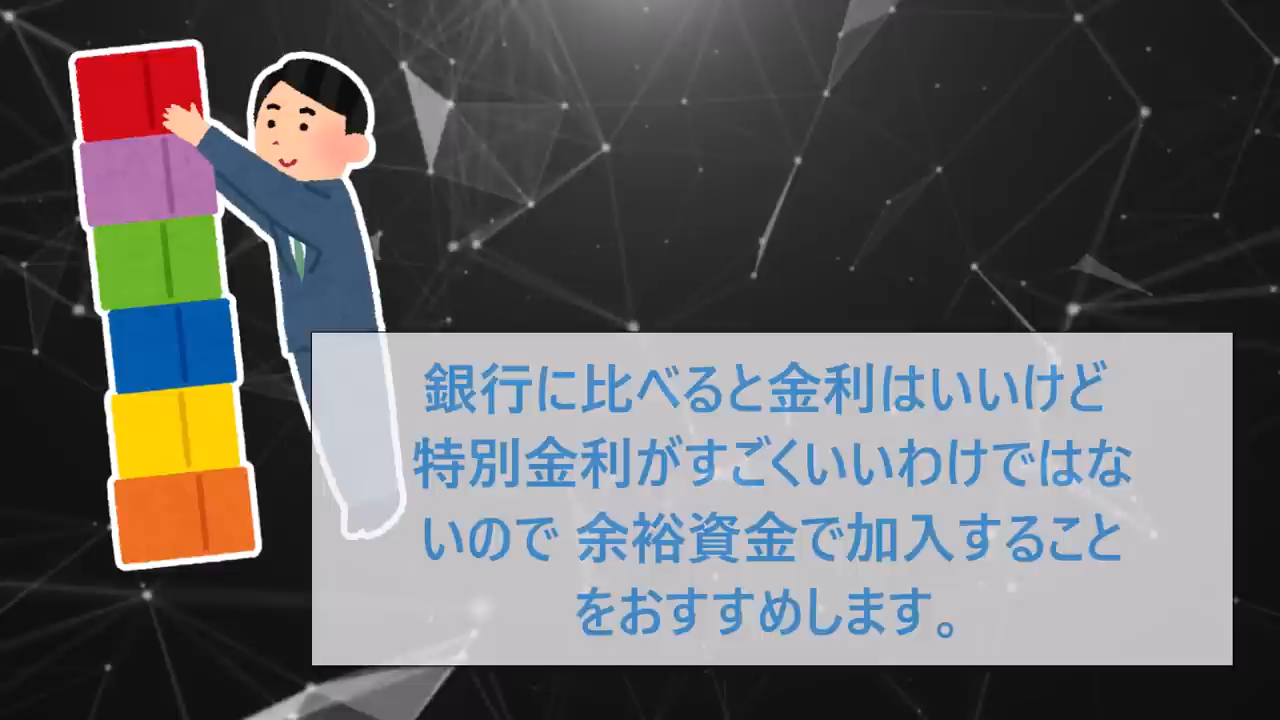 銀行に比べると金利はいいけど
特別金利がすごくいいわけではな
いので 余裕資金で加入すること
をおすすめします。